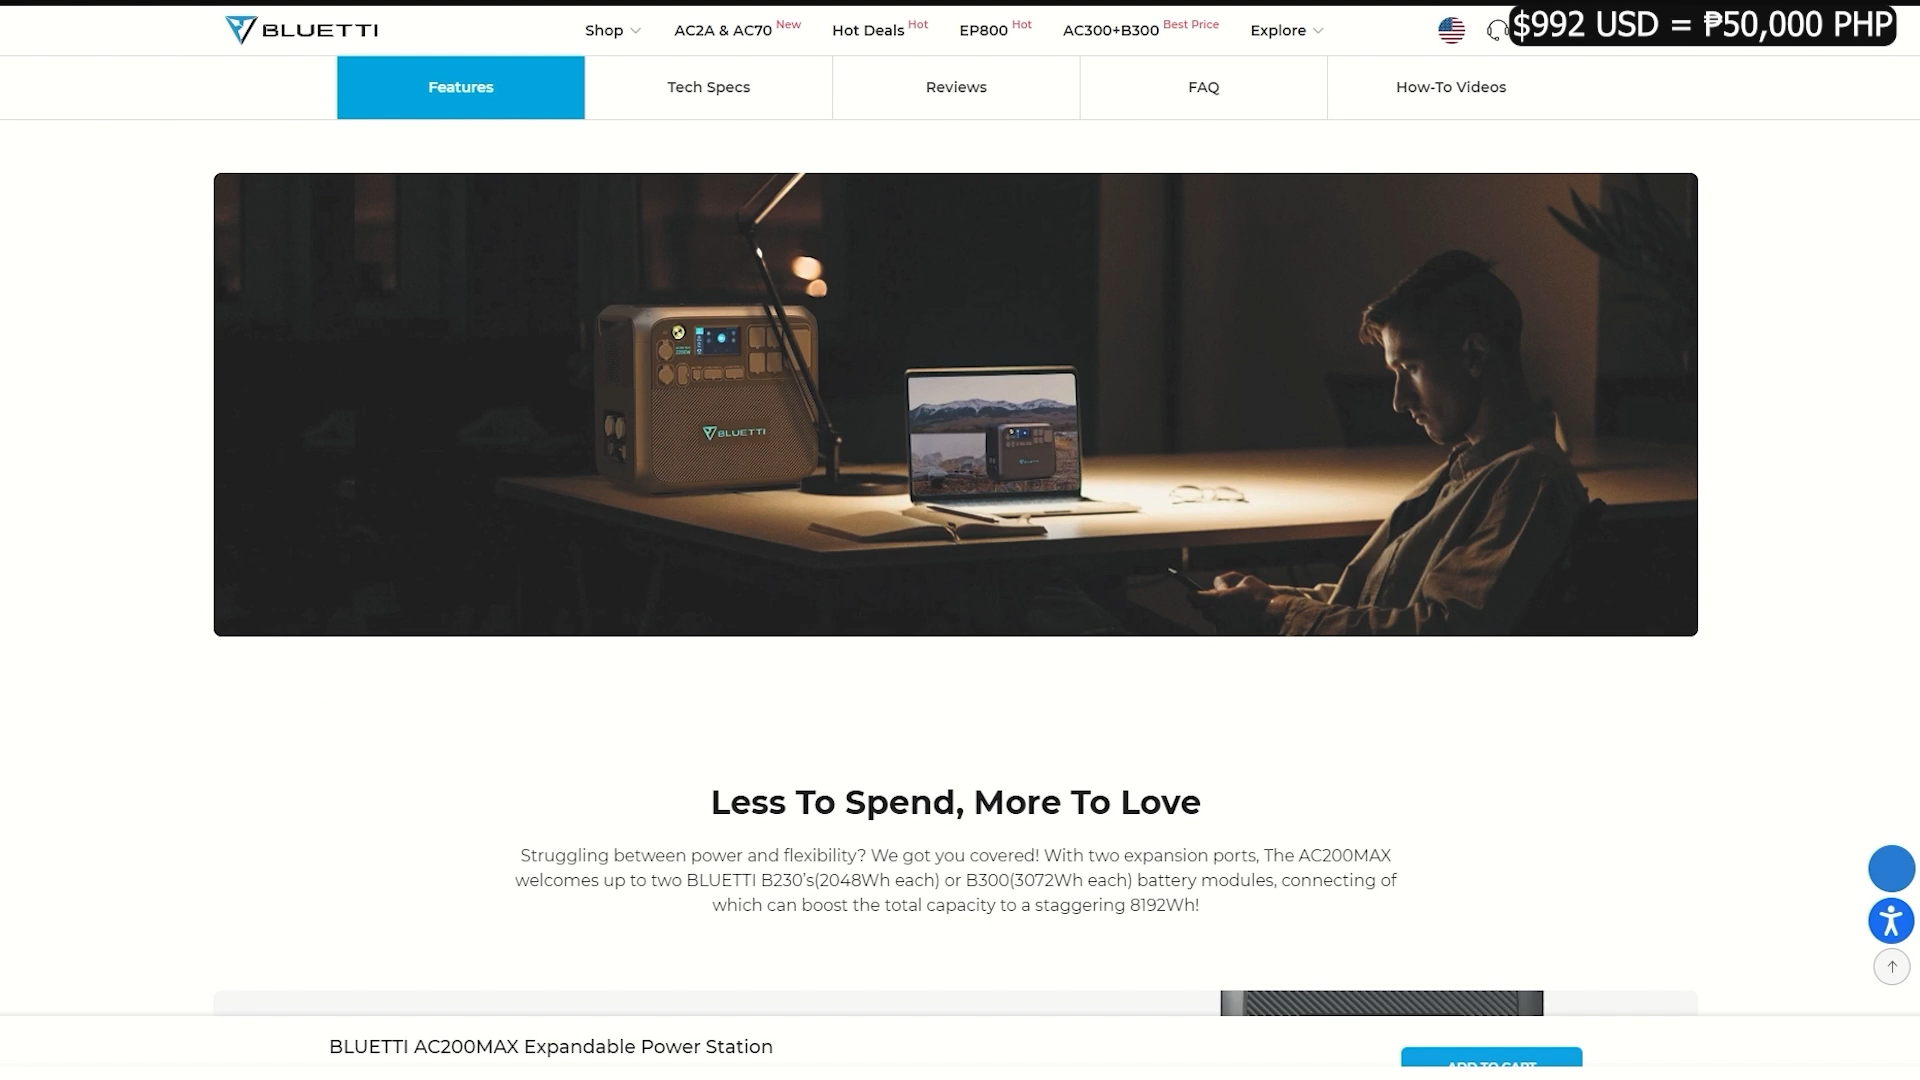 BLUETTI
Shop
AC2A & AC70 New
Hot Deals Hot
EP800 Hot
AC300+B300 Best Price
Explore
$992 USD = ₱50,000 PHP
Features
Tech Specs
Reviews
FAQ
How-To Videos
BLUETTI
Less To Spend, More To Love
Struggling between power and flexibility? We got you covered! With two expansion ports, The AC200MAX
welcomes up to two BLUETTI B230's(2048Wh each) or B300(3072Wh each) battery modules, connecting of
which can boost the total capacity to a staggering 8192Wh!
BLUETTI AC200MAX Expandable Power Station
ADD TO CART